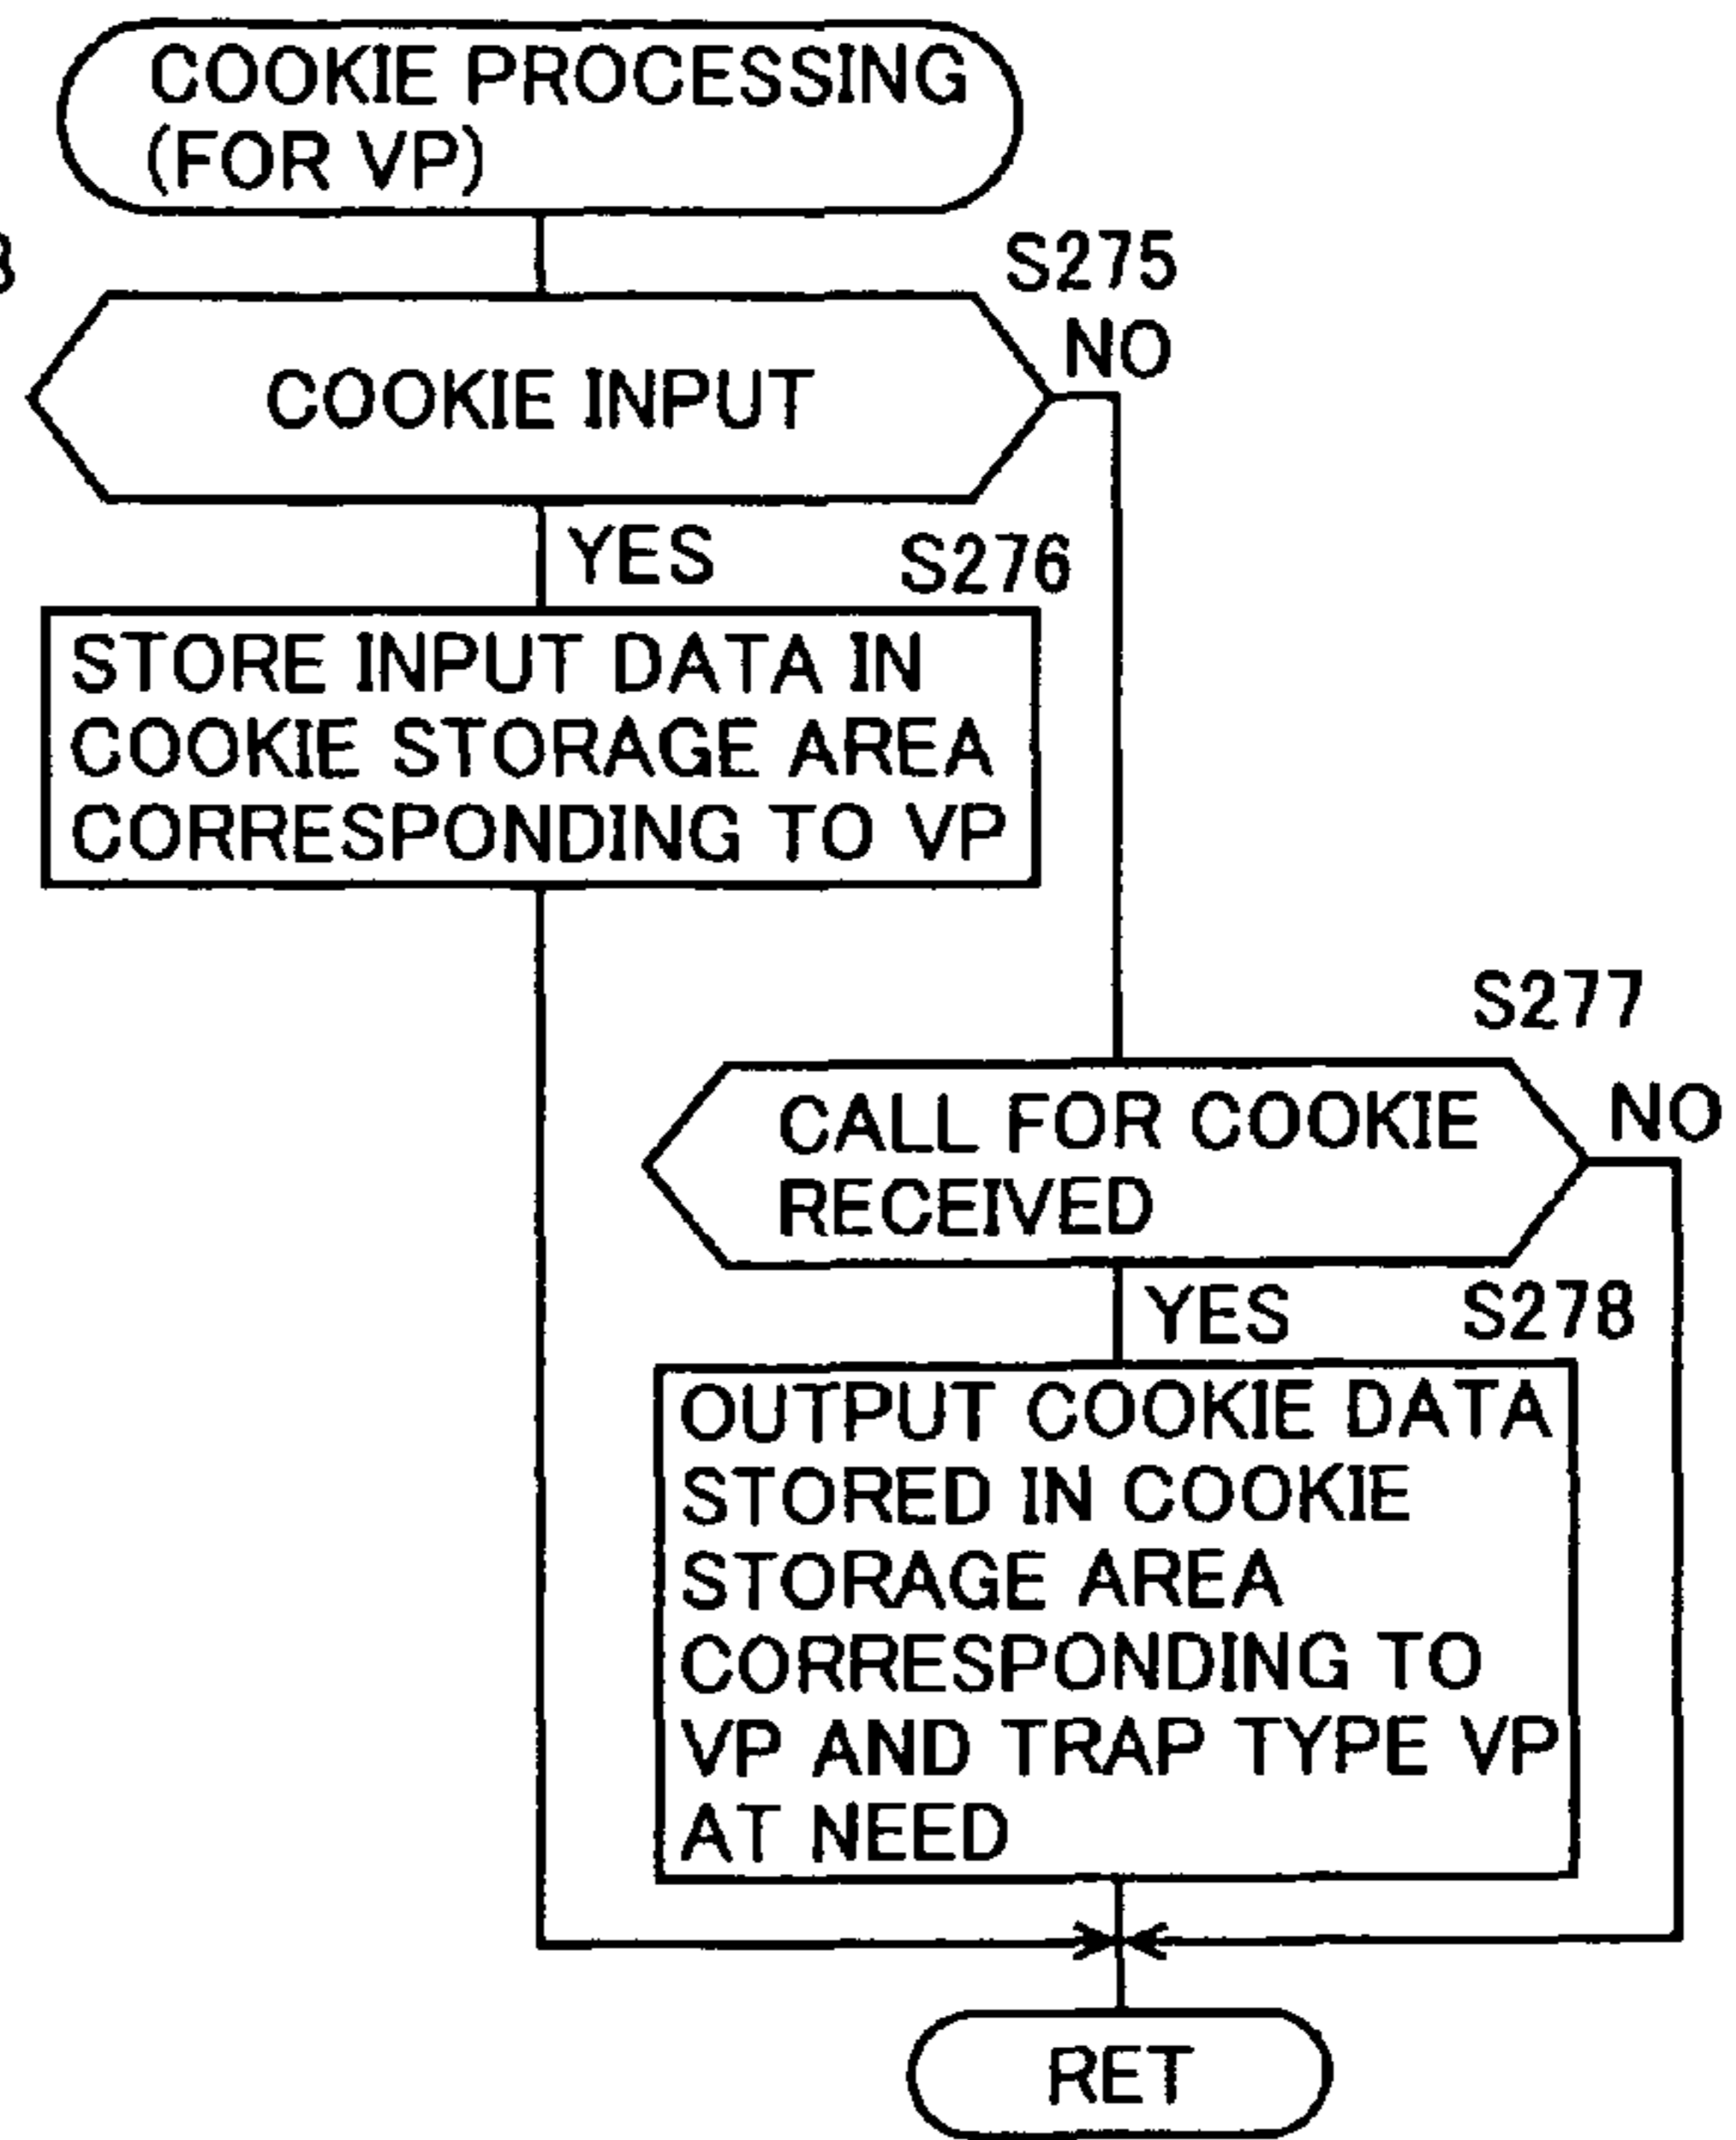 COOKIE PROCESSING
(FOR VP)
S275
NO
COOKIE INPUT
YES
S276
STORE INPUT DATA IN
COOKIE STORAGE AREA
CORRESPONDING TO VP
S277
NO
CALL FOR COOKIE
RECEIVED
YES
S278
OUTPUT COOKIE DATA
STORED IN COOKIE
STORAGE AREA
CORRESPONDING TO
VP AND TRAP TYPE VP
AT NEED
RET